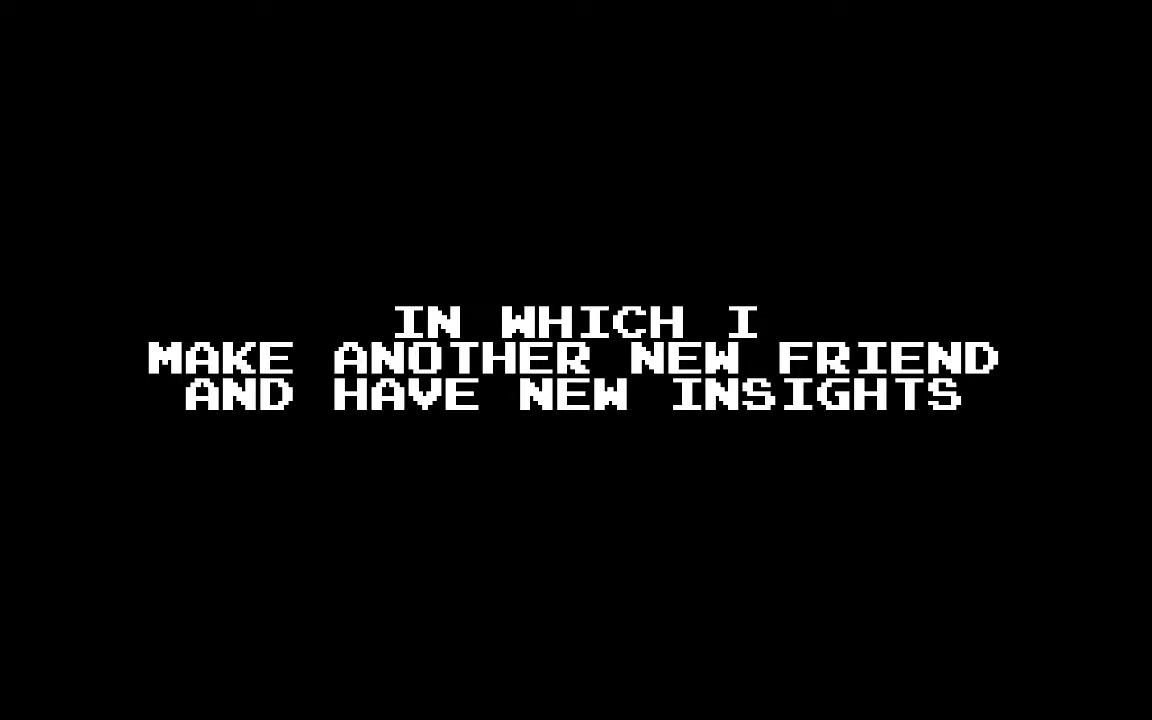 IN WHICH I
MAKE ANOTHER NEW FRIEND
AND HAVE NEW INSIGHTS